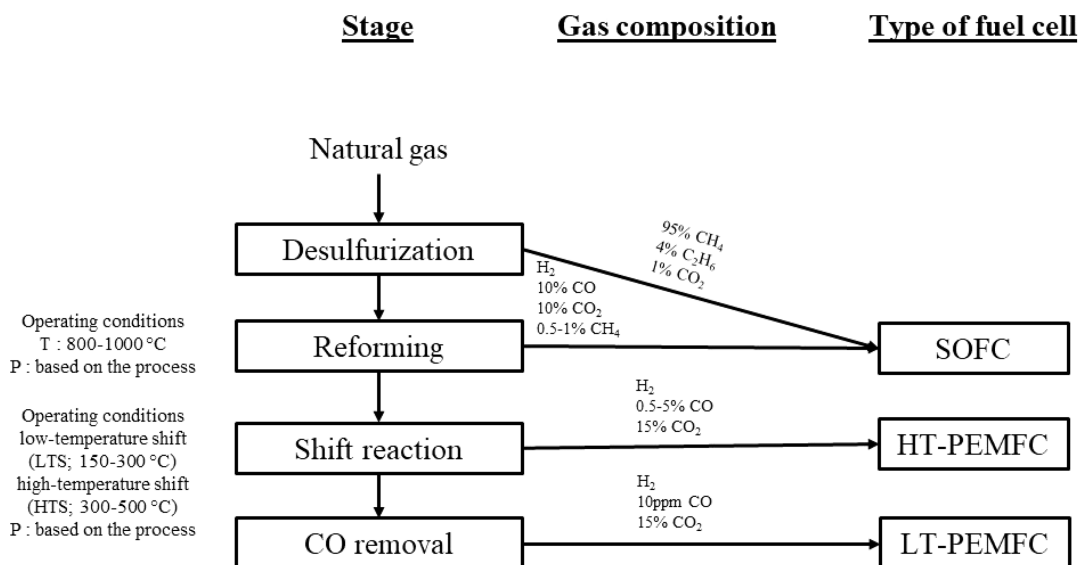 Stage
Gas composition
Type of fuel cell
Natural gas
Desulfurization
95% CH₄
4% C₂H₆
1% CO₂
H₂
10% CO
10% CO₂
0.5-1% CH₄
Operating conditions
T : 800-1000 °C
P : based on the process
Reforming
SOFC
Operating conditions
low-temperature shift
(LTS; 150-300 °C)
high-temperature shift
(HTS; 300-500 °C)
P : based on the process
Shift reaction
H₂
0.5-5% CO
15% CO₂
HT-PEMFC
CO removal
H₂
10ppm CO
15% CO₂
LT-PEMFC